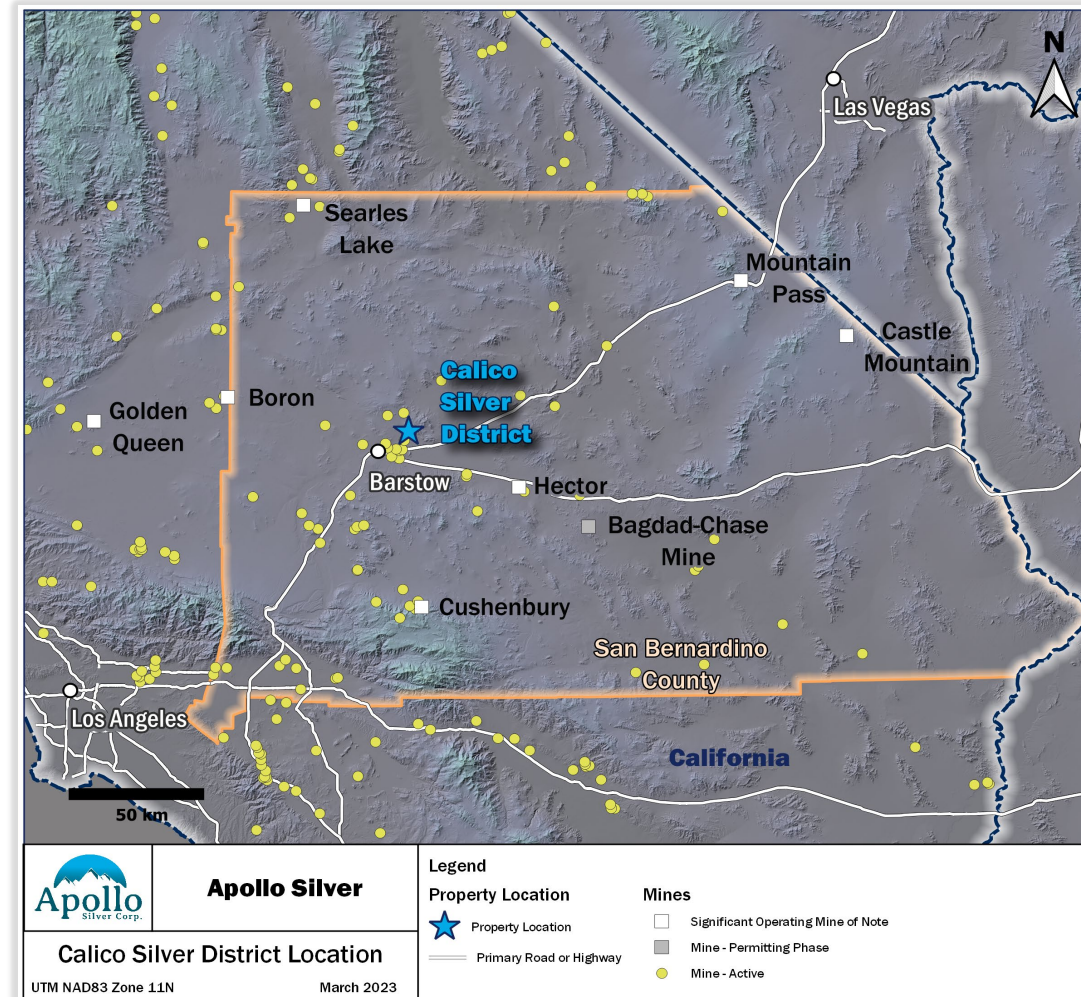 N
Las Vegas
Searles
Lake
Mountain
Pass
Castle
Mountain
Calico
Silver
District
Boron
Golden
Queen
Barstow
Hector
Bagdad-Chase
Mine
Cushenbury
San Bernardino
County
Los Angeles
California
50 km
Apollo
Silver Corp.
Apollo Silver
Calico Silver District Location
UTM NAD83 Zone 11N
March 2023
Legend
Property Location
Property Location
Primary Road or Highway
Mines
Significant Operating Mine of Note
Mine - Permitting Phase
Mine - Active